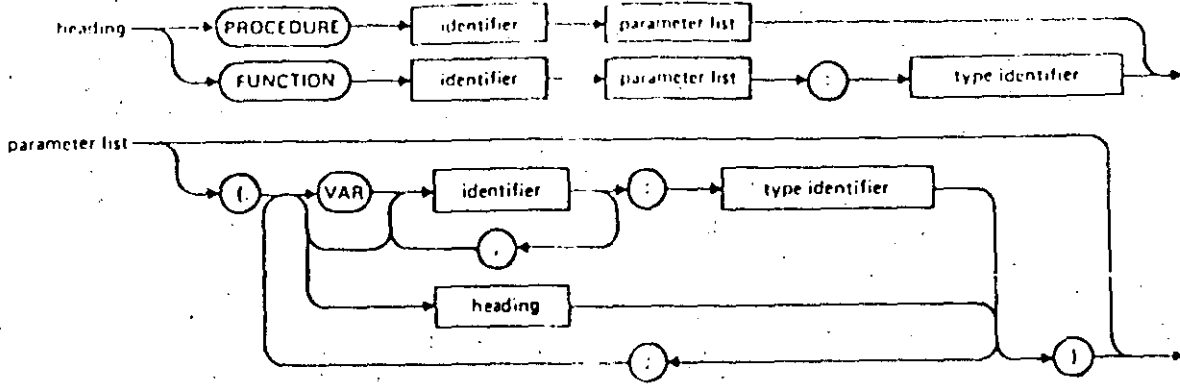 heading PROCEDURE identifier parameter list
FUNCTION identifier parameter list : type identifier
parameter list
( VAR identifier : type identifier
,
heading
; )